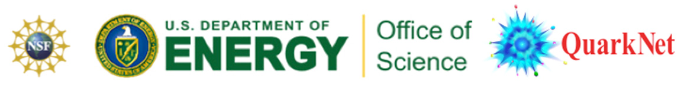 NSF
U.S. DEPARTMENT OF
ENERGY
Office of
Science
QuarkNet